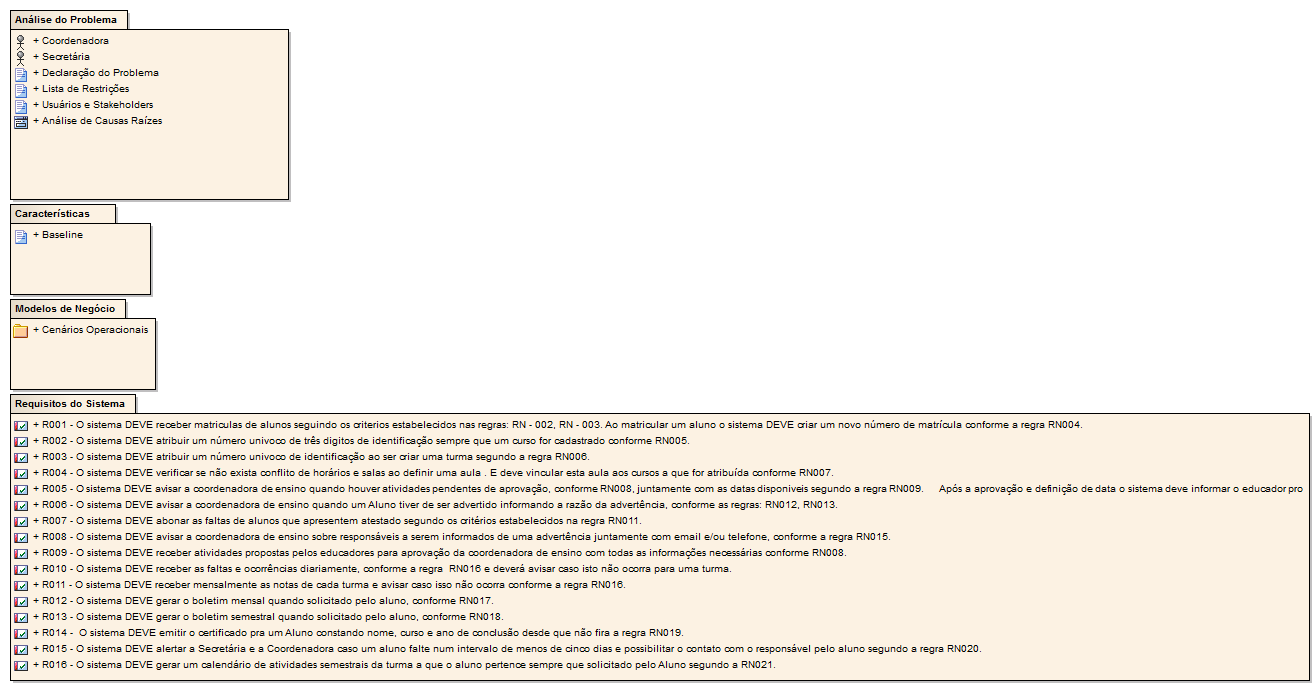 Análise do Problema
+ Coordenadora
+ Secretária
+ Declaração do Problema
+ Lista de Restrições
+ Usuários e Stakeholders
+ Análise de Causas Raízes
Características
+ Baseline
Modelos de Negócio
+ Cenários Operacionais
Requisitos do Sistema
+ R001 - O sistema DEVE receber matriculas de alunos seguindo os criterios estabelecidos nas regras: RN - 002, RN - 003. Ao matricular um aluno o sistema DEVE criar um novo número de matrícula conforme a regra RN004.
+ R002 - O sistema DEVE atribuir um número univoco de três digitos de identificação sempre que um curso for cadastrado conforme RN005.
+ R003 - O sistema DEVE atribuir um número univoco de identificação ao ser criar uma turma segundo a regra RN006.
+ R004 - O sistema DEVE verificar se não exista conflito de horários e salas ao definir uma aula . E deve vincular esta aula aos cursos a que for atribuída conforme RN007.
+ R005 - O sistema DEVE avisar a coordenadora de ensino quando houver atividades pendentes de aprovação, conforme RN008, juntamente com as datas disponiveis segundo a regra RN009. Após a aprovação e definição de data o sistema deve informar o educador pro
+ R006 - O sistema DEVE avisar a coordenadora de ensino quando um Aluno tiver de ser advertido informando a razão da advertência, conforme as regras: RN012, RN013.
+ R007 - O sistema DEVE abonar as faltas de alunos que apresentem atestado segundo os critérios estabelecidos na regra RN011.
+ R008 - O sistema DEVE avisar a coordenadora de ensino sobre responsáveis a serem informados de uma advertência juntamente com email e/ou telefone, conforme a regra RN015.
+ R009 - O sistema DEVE receber atividades propostas pelos educadores para aprovação da coordenadora de ensino com todas as informações necessárias conforme RN008.
+ R010 - O sistema DEVE receber as faltas e ocorrências diariamente, conforme a regra RN016 e deverá avisar caso isto não ocorra para uma turma.
+ R011 - O sistema DEVE receber mensalmente as notas de cada turma e avisar caso isso não ocorra conforme a regra RN016.
+ R012 - O sistema DEVE gerar o boletim mensal quando solicitado pelo aluno, conforme RN017.
+ R013 - O sistema DEVE gerar o boletim semestral quando solicitado pelo aluno, conforme RN018.
+ R014 - O sistema DEVE emitir o certificado pra um Aluno constando nome, curso e ano de conclusão desde que não fira a regra RN019.
+ R015 - O sistema DEVE alertar a Secretária e a Coordenadora caso um aluno falte num intervalo de menos de cinco dias e possibilitar o contato com o responsável pelo aluno segundo a regra RN020.
+ R016 - O sistema DEVE gerar um calendário de atividades semestrais da turma a que o aluno pertence sempre que solicitado pelo Aluno segundo a RN021.